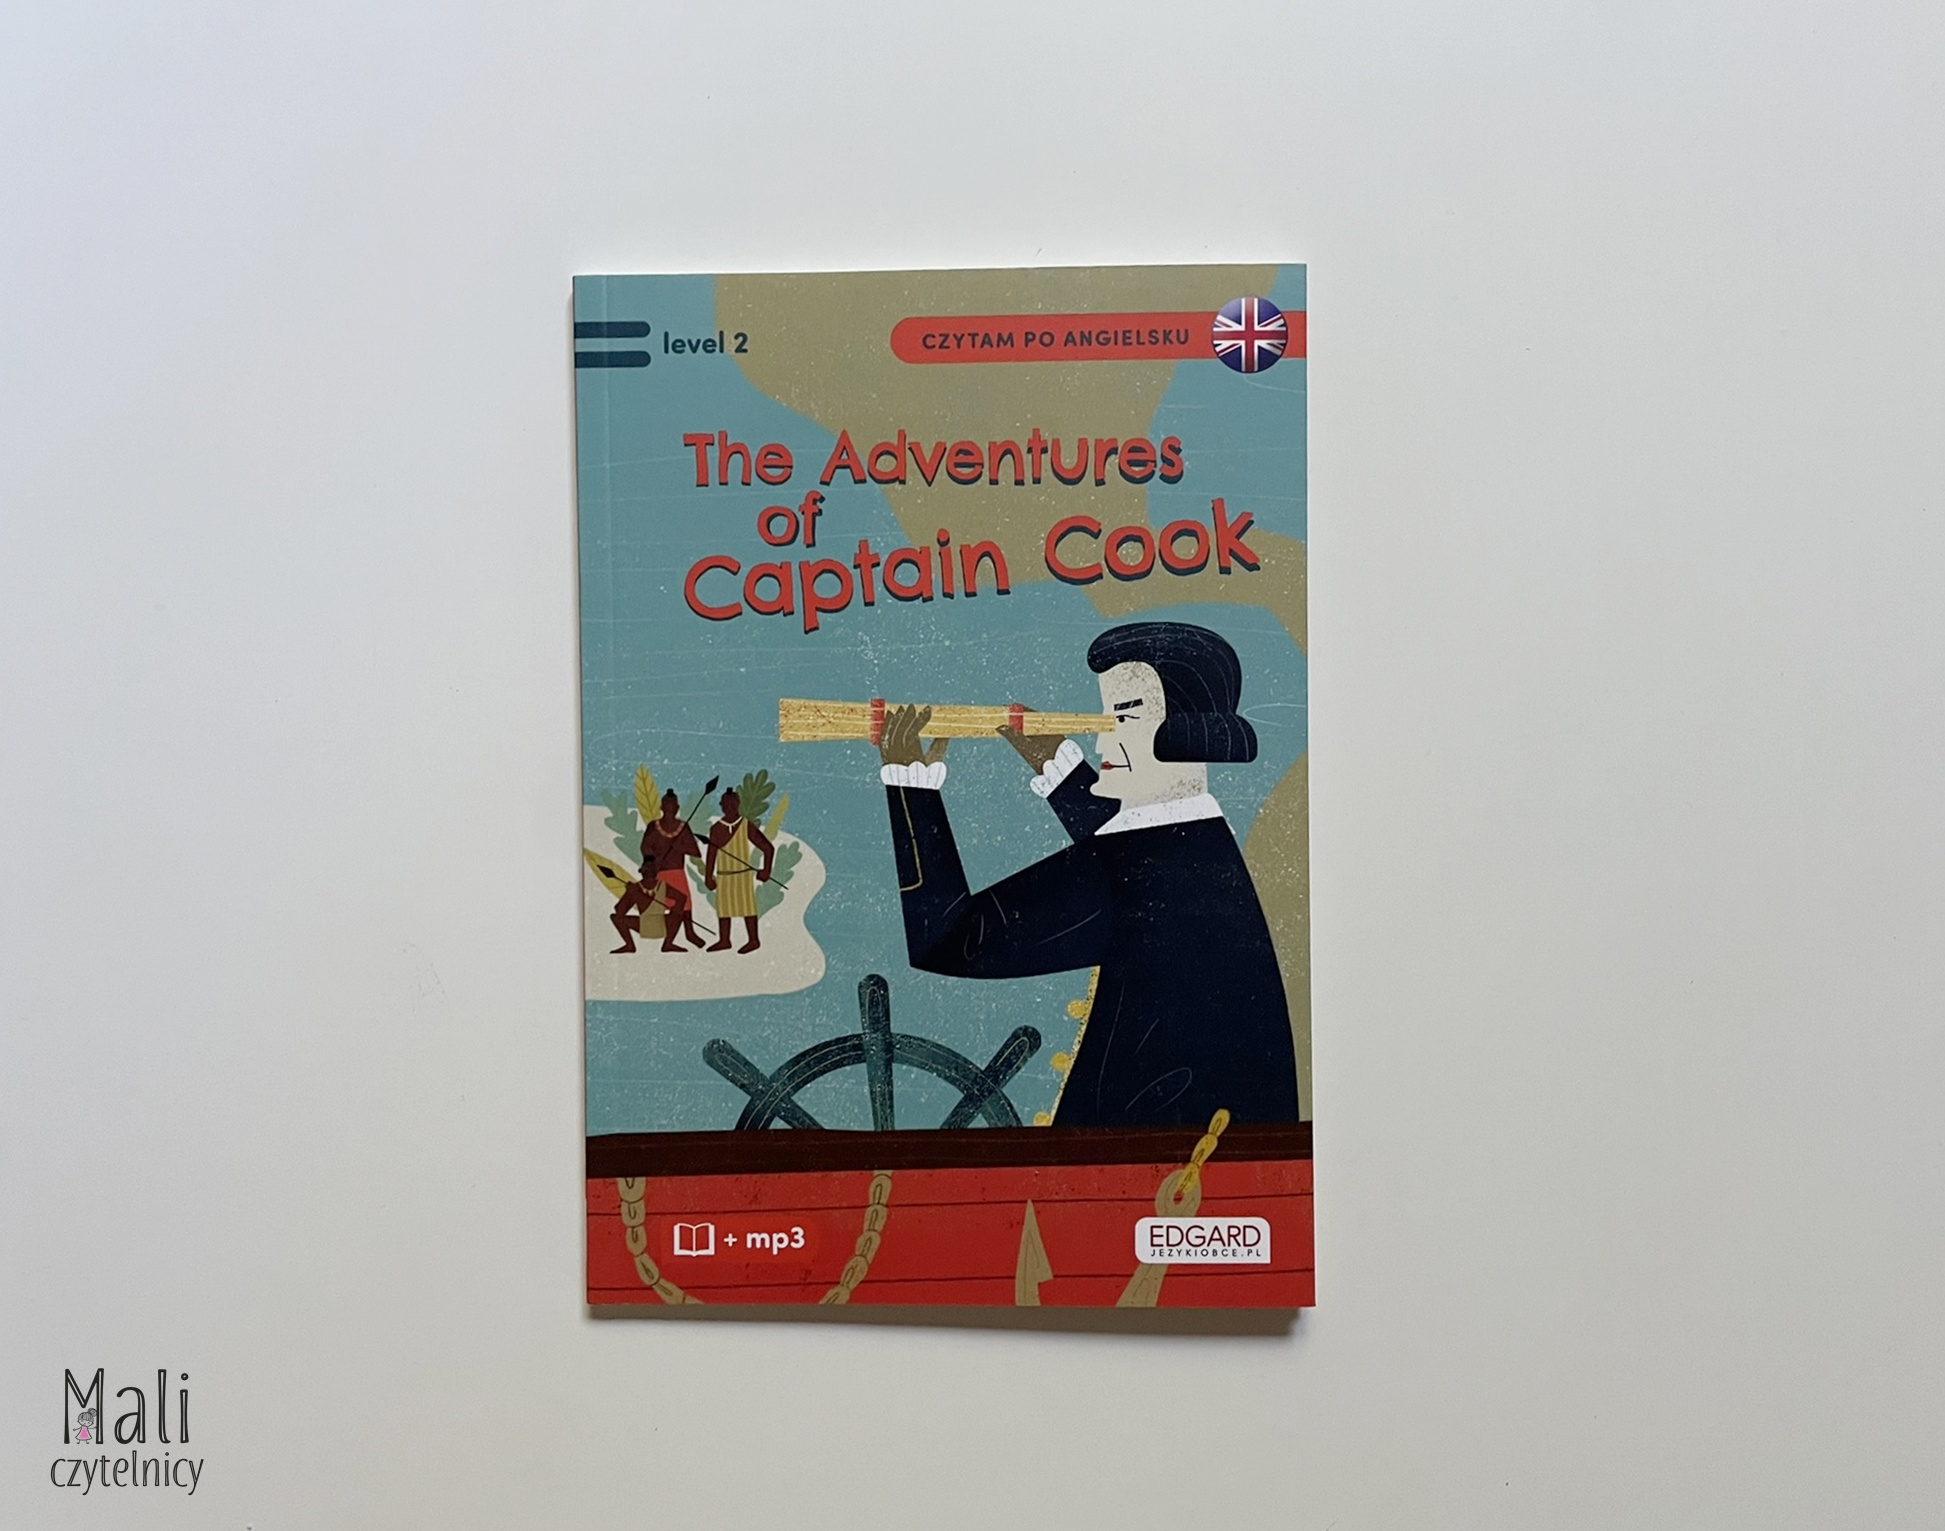 level 2
CZYTAM PO ANGIELSKU
The Adventures
of
Captain Cook
+ mp3
EDGARD
JEZYKIOBCE.PL
Mali
czytelnicy